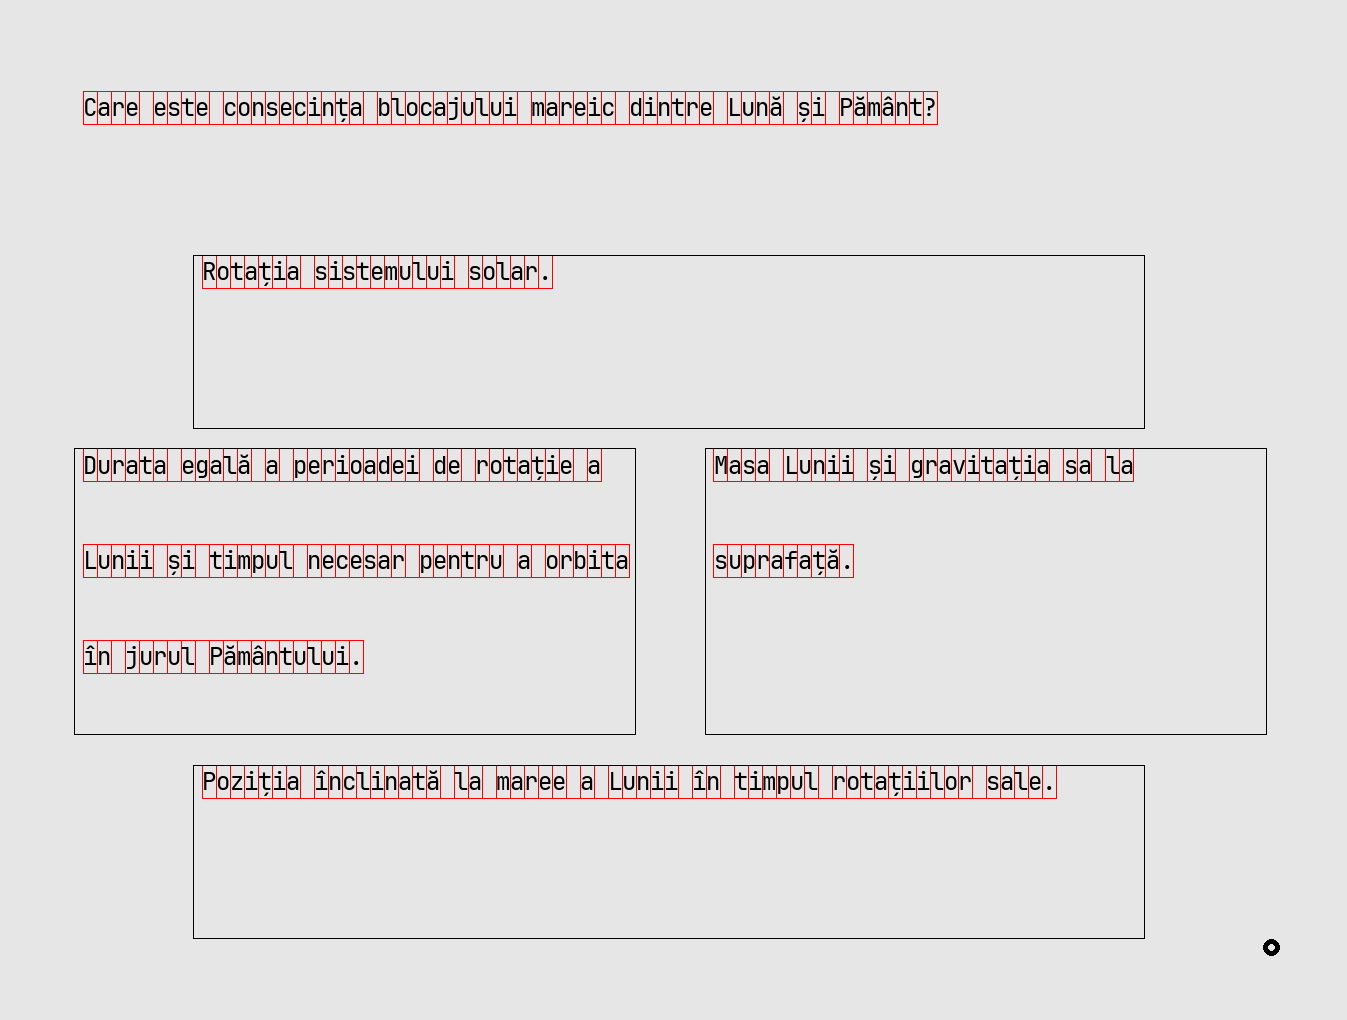 Care este consecința blocajului mareic dintre Lună și Pământ?
Rotația sistemului solar.
Durata egală a perioadei de rotație a
Lunii și timpul necesar pentru a orbita
în jurul Pământului.
Masa Lunii și gravitația sa la
suprafață.
Poziția înclinată la maree a Lunii în timpul rotațiilor sale.